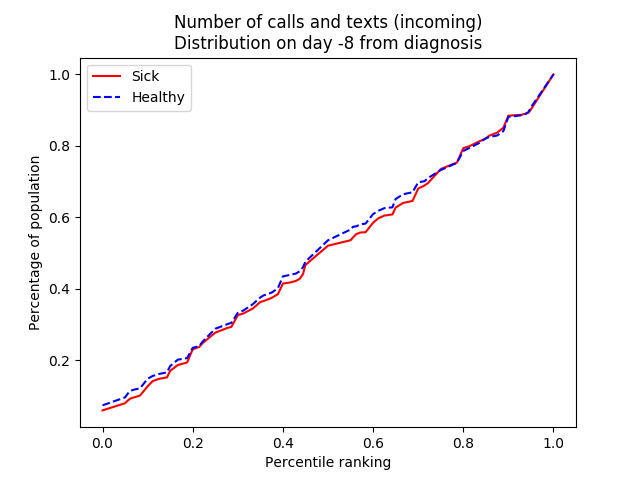 Number of calls and texts (incoming)
Distribution on day -8 from diagnosis
Sick
Healthy
Percentage of population
1.0
0.8
0.6
0.4
0.2
0.0 0.2 0.4 0.6 0.8 1.0
Percentile ranking